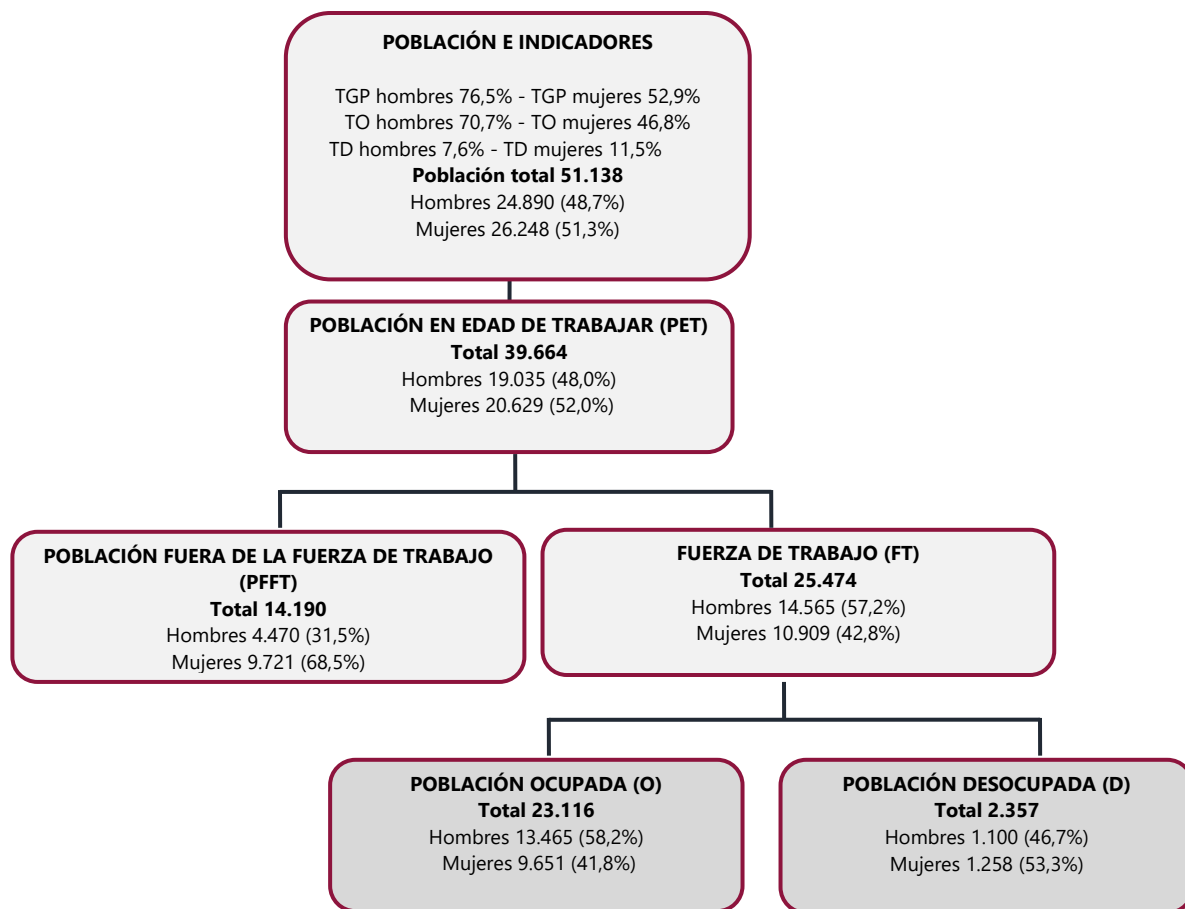 POBLACIÓN E INDICADORES
TGP hombres 76,5% - TGP mujeres 52,9%
TO hombres 70,7% - TO mujeres 46,8%
TD hombres 7,6% - TD mujeres 11,5%
Población total 51.138
Hombres 24.890 (48,7%)
Mujeres 26.248 (51,3%)
POBLACIÓN EN EDAD DE TRABAJAR (PET)
Total 39.664
Hombres 19.035 (48,0%)
Mujeres 20.629 (52,0%)
POBLACIÓN FUERA DE LA FUERZA DE TRABAJO
(PFFT)
Total 14.190
Hombres 4.470 (31,5%)
Mujeres 9.721 (68,5%)
FUERZA DE TRABAJO (FT)
Total 25.474
Hombres 14.565 (57,2%)
Mujeres 10.909 (42,8%)
POBLACIÓN OCUPADA (O)
Total 23.116
Hombres 13.465 (58,2%)
Mujeres 9.651 (41,8%)
POBLACIÓN DESOCUPADA (D)
Total 2.357
Hombres 1.100 (46,7%)
Mujeres 1.258 (53,3%)